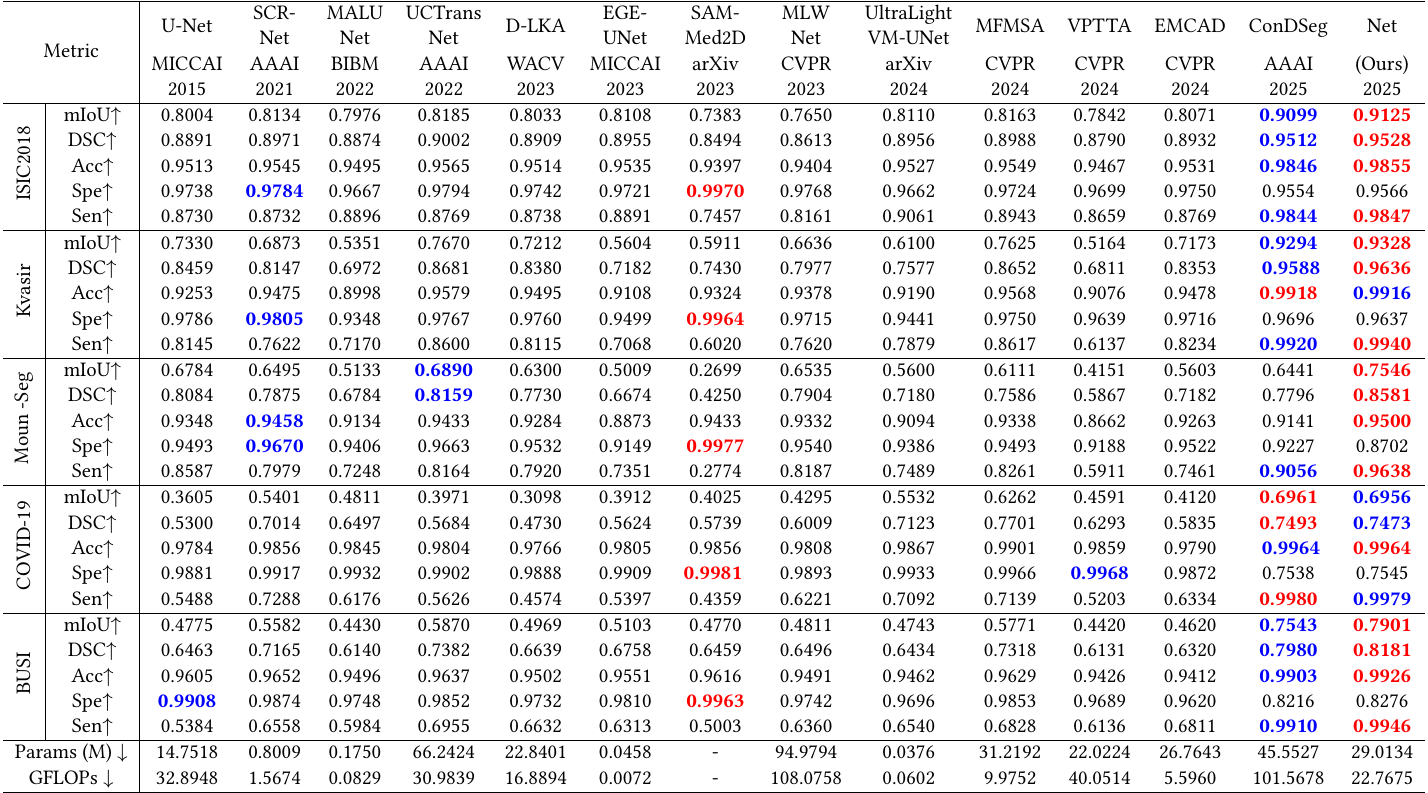 Metric U-Net SCR- MALU UCTrans D-LKA EGE- SAM- MLW UltraLight MFMSA VPTTA EMCAD ConDSeg Net
Net Net Net UNet Med2D Net VM-UNet
MICCAI AAAI BIBM AAAI WACV MICCAI arXiv CVPR arXiv CVPR CVPR CVPR AAAI (Ours)
2015 2021 2022 2022 2023 2023 2023 2023 2024 2024 2024 2024 2025 2025
ISIC2018
mIoU↑ 0.8004 0.8134 0.7976 0.8185 0.8033 0.8108 0.7383 0.7650 0.8110 0.8163 0.7842 0.8071 0.9099 0.9125
DSC↑ 0.8891 0.8971 0.8874 0.9002 0.8909 0.8955 0.8494 0.8613 0.8956 0.8988 0.8790 0.8932 0.9512 0.9528
Acc↑ 0.9513 0.9545 0.9495 0.9565 0.9514 0.9535 0.9397 0.9404 0.9527 0.9549 0.9467 0.9531 0.9846 0.9855
Spe↑ 0.9738 0.9784 0.9667 0.9794 0.9742 0.9721 0.9970 0.9768 0.9662 0.9724 0.9699 0.9750 0.9554 0.9566
Sen↑ 0.8730 0.8732 0.8896 0.8769 0.8738 0.8891 0.7457 0.8161 0.9061 0.8943 0.8659 0.8769 0.9844 0.9847
Kvasir
mIoU↑ 0.7330 0.6873 0.5351 0.7670 0.7212 0.5604 0.5911 0.6636 0.6100 0.7625 0.5164 0.7173 0.9294 0.9328
DSC↑ 0.8459 0.8147 0.6972 0.8681 0.8380 0.7182 0.7430 0.7977 0.7577 0.8652 0.6811 0.8353 0.9588 0.9636
Acc↑ 0.9253 0.9475 0.8998 0.9579 0.9495 0.9108 0.9324 0.9378 0.9190 0.9568 0.9076 0.9478 0.9918 0.9916
Spe↑ 0.9786 0.9805 0.9348 0.9767 0.9760 0.9499 0.9964 0.9715 0.9441 0.9750 0.9639 0.9716 0.9696 0.9637
Sen↑ 0.8145 0.7622 0.7170 0.8600 0.8115 0.7068 0.6020 0.7620 0.7879 0.8617 0.6137 0.8234 0.9920 0.9940
Moun -Seg
mIoU↑ 0.6784 0.6495 0.5133 0.6890 0.6300 0.5009 0.2699 0.6535 0.5600 0.6111 0.4151 0.5603 0.6441 0.7546
DSC↑ 0.8084 0.7875 0.6784 0.8159 0.7730 0.6674 0.4250 0.7904 0.7180 0.7586 0.5867 0.7182 0.7796 0.8581
Acc↑ 0.9348 0.9458 0.9134 0.9433 0.9284 0.8873 0.9433 0.9332 0.9094 0.9338 0.8662 0.9263 0.9141 0.9500
Spe↑ 0.9493 0.9670 0.9406 0.9663 0.9532 0.9149 0.9977 0.9540 0.9386 0.9493 0.9188 0.9522 0.9227 0.8702
Sen↑ 0.8587 0.7979 0.7248 0.8164 0.7920 0.7351 0.2774 0.8187 0.7489 0.8261 0.5911 0.7461 0.9056 0.9638
COVID-19
mIoU↑ 0.3605 0.5401 0.4811 0.3971 0.3098 0.3912 0.4025 0.4295 0.5532 0.6262 0.4591 0.4120 0.6961 0.6956
DSC↑ 0.5300 0.7014 0.6497 0.5684 0.4730 0.5624 0.5739 0.6009 0.7123 0.7701 0.6293 0.5835 0.7493 0.7473
Acc↑ 0.9784 0.9856 0.9845 0.9804 0.9766 0.9805 0.9856 0.9808 0.9867 0.9901 0.9859 0.9790 0.9964 0.9964
Spe↑ 0.9881 0.9917 0.9932 0.9902 0.9888 0.9909 0.9981 0.9893 0.9933 0.9966 0.9968 0.9872 0.7538 0.7545
Sen↑ 0.5488 0.7288 0.6176 0.5626 0.4574 0.5397 0.4359 0.6221 0.7092 0.7139 0.5203 0.6334 0.9980 0.9979
BUSI
mIoU↑ 0.4775 0.5582 0.4430 0.5870 0.4969 0.5103 0.4770 0.4811 0.4743 0.5771 0.4420 0.4620 0.7543 0.7901
DSC↑ 0.6463 0.7165 0.6140 0.7382 0.6639 0.6758 0.6459 0.6496 0.6434 0.7318 0.6131 0.6320 0.7980 0.8181
Acc↑ 0.9605 0.9652 0.9496 0.9637 0.9502 0.9551 0.9616 0.9491 0.9462 0.9629 0.9426 0.9412 0.9903 0.9926
Spe↑ 0.9908 0.9874 0.9748 0.9852 0.9732 0.9810 0.9963 0.9742 0.9696 0.9853 0.9689 0.9620 0.8216 0.8276
Sen↑ 0.5384 0.6558 0.5984 0.6955 0.6632 0.6313 0.5003 0.6360 0.6540 0.6828 0.6136 0.6811 0.9910 0.9946
Params (M) ↓ 14.7518 0.8009 0.1750 66.2424 22.8401 0.0458 - 94.9794 0.0376 31.2192 22.0224 26.7643 45.5527 29.0134
GFLOPs ↓ 32.8948 1.5674 0.0829 30.9839 16.8894 0.0072 - 108.0758 0.0602 9.9752 40.0514 5.5960 101.5678 22.7675